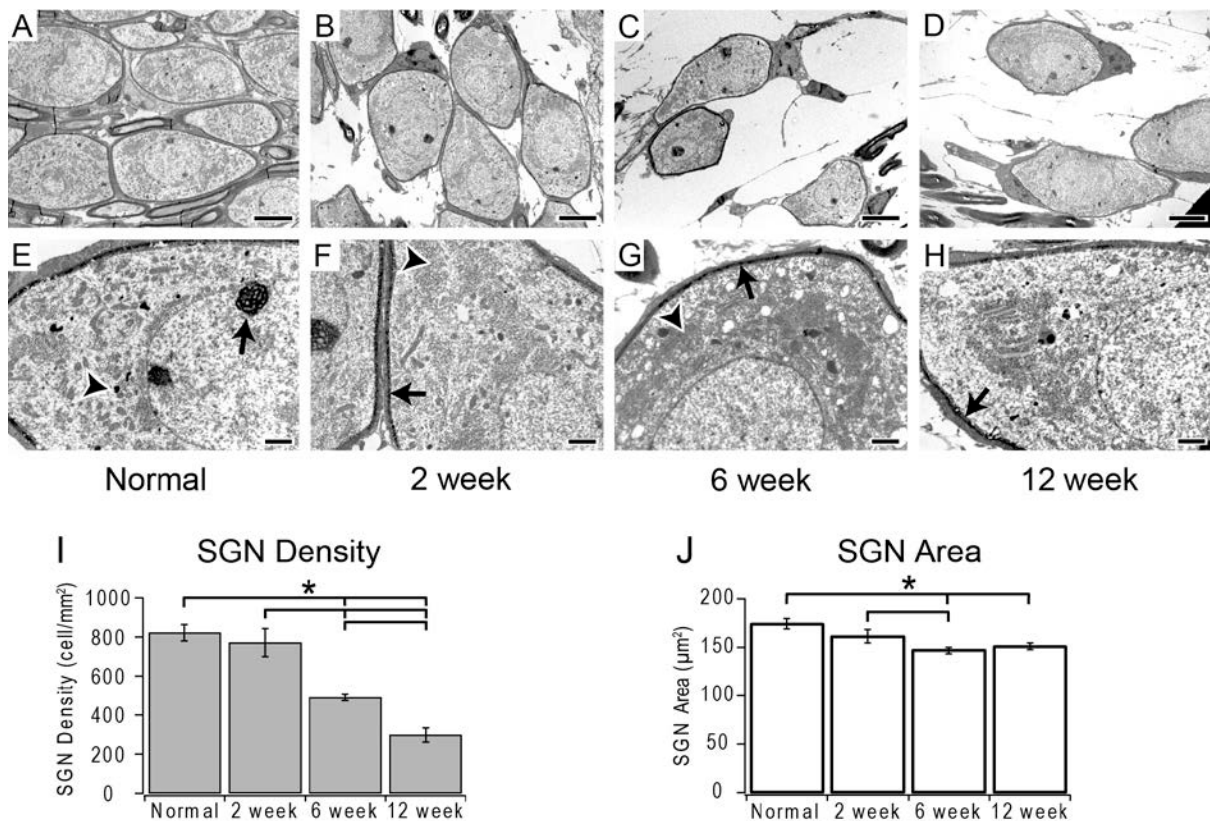 A B C D
E F G H
Normal 2 week 6 week 12 week
I SGN Density
*
SGN Density (cell/mm²)
1000
800
600
400
200
0
Normal 2 week 6 week 12 week
J SGN Area
*
SGN Area (µm²)
200
150
100
50
0
Normal 2 week 6 week 12 week